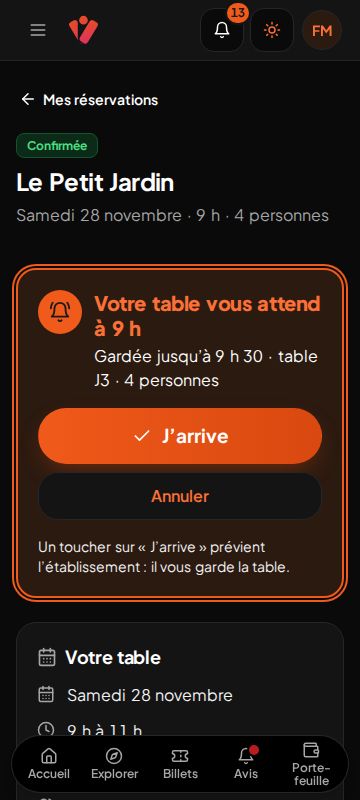 13
FM
Mes réservations
Confirmée
Le Petit Jardin
Samedi 28 novembre · 9 h · 4 personnes
Votre table vous attend
à 9 h
Gardée jusqu’à 9 h 30 · table
J3 · 4 personnes
J’arrive
Annuler
Un toucher sur « J’arrive » prévient
l’établissement : il vous garde la table.
Votre table
Samedi 28 novembre
9 h à 11 h
Accueil
Explorer
Billets
Avis
Porte-
feuille